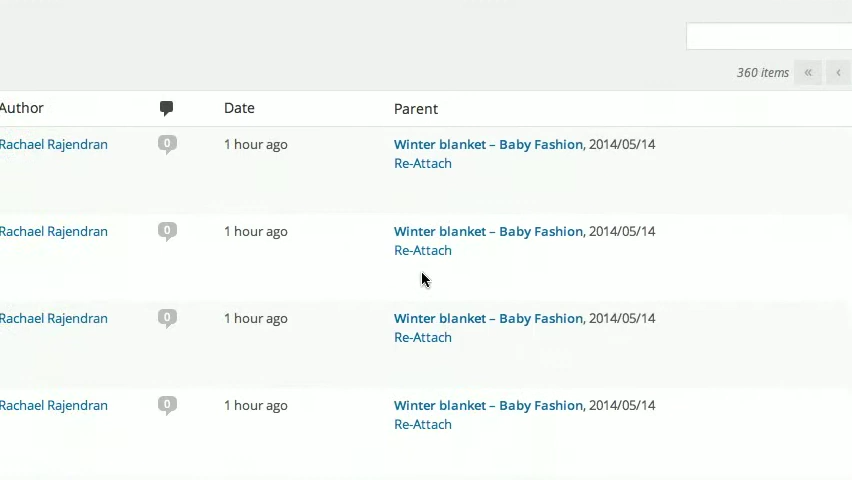 360 items « ‹
Author Date Parent
Rachael Rajendran 0 1 hour ago Winter blanket – Baby Fashion, 2014/05/14
Re-Attach
Rachael Rajendran 0 1 hour ago Winter blanket – Baby Fashion, 2014/05/14
Re-Attach
Rachael Rajendran 0 1 hour ago Winter blanket – Baby Fashion, 2014/05/14
Re-Attach
Rachael Rajendran 0 1 hour ago Winter blanket – Baby Fashion, 2014/05/14
Re-Attach